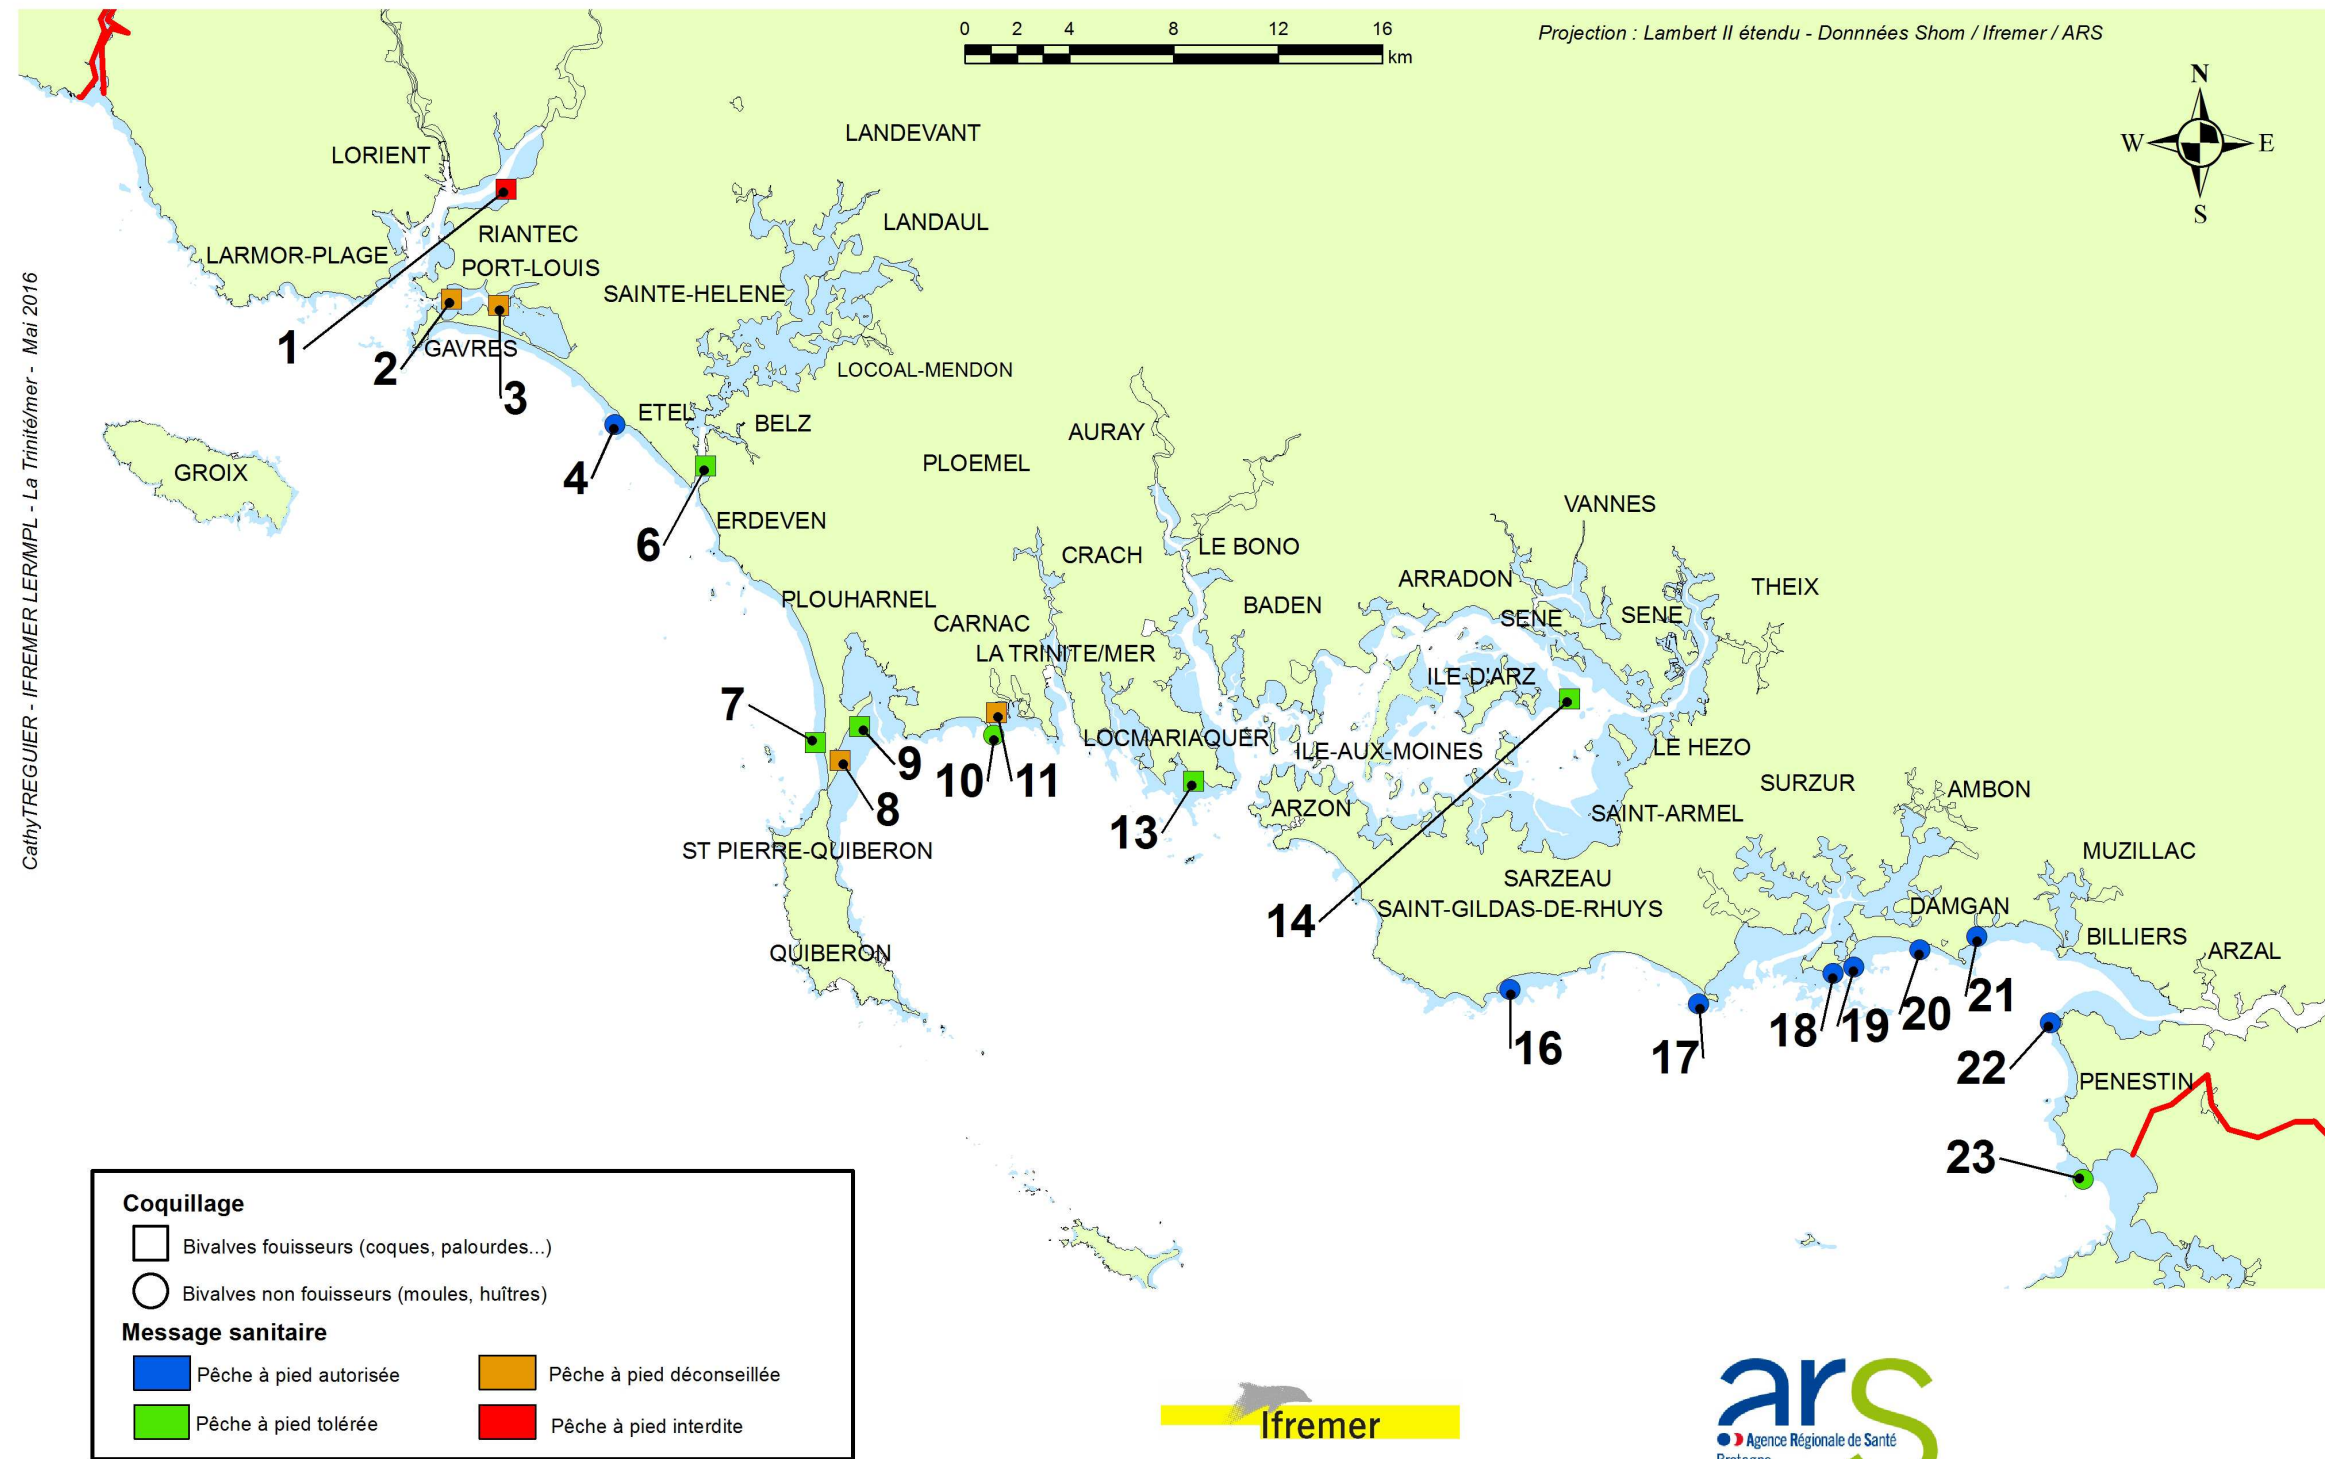 0 2 4 8 12 16
km
Projection : Lambert II étendu - Donnnées Shom / Ifremer / ARS
N
W E
S
CathyTREGUIER - IFREMER LER/MPL - La Trinité/mer - Mai 2016
LANDEVANT
LORIENT
LANDAUL
RIANTEC
LARMOR-PLAGE
PORT-LOUIS
SAINTE-HELENE
1
2
GAVRES
3
LOCOAL-MENDON
ETEL
BELZ
AURAY
4
PLOEMEL
GROIX
VANNES
6
ERDEVEN
CRACH
LE BONO
ARRADON
THEIX
PLOUHARNEL
CARNAC
BADEN
SENE
SENE
LA TRINITE/MER
ILE-D'ARZ
7
9
10
11
LOCMARIAQUER
ILE-AUX-MOINES
LE HEZO
8
13
ARZON
SURZUR
AMBON
SAINT-ARMEL
ST PIERRE-QUIBERON
MUZILLAC
SARZEAU
14
SAINT-GILDAS-DE-RHUYS
DAMGAN
QUIBERON
BILLIERS
ARZAL
16
17
18
19
20
21
22
PENESTIN
23
Coquillage
Bivalves fouisseurs (coques, palourdes...)
Bivalves non fouisseurs (moules, huîtres)
Message sanitaire
Pêche à pied autorisée
Pêche à pied déconseillée
Pêche à pied tolérée
Pêche à pied interdite
Ifremer
ars
Agence Régionale de Santé
Bretagne